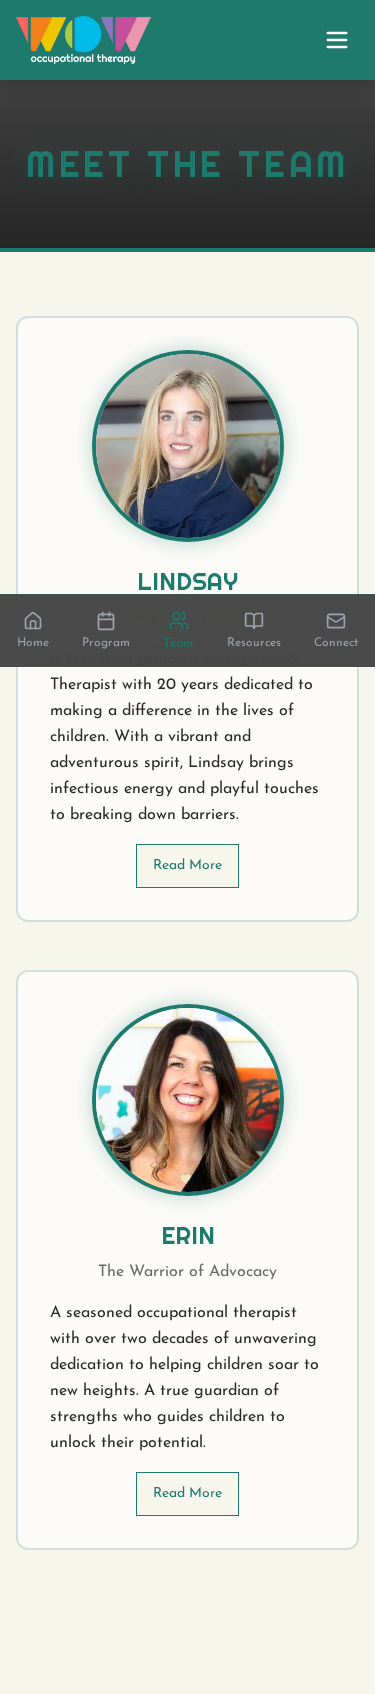 WOW
occupational therapy
MEET THE TEAM
LINDSAY
Home
Program
Team
Resources
Connect
Therapist with 20 years dedicated to
making a difference in the lives of
children. With a vibrant and
adventurous spirit, Lindsay brings
infectious energy and playful touches
to breaking down barriers.
Read More
ERIN
The Warrior of Advocacy
A seasoned occupational therapist
with over two decades of unwavering
dedication to helping children soar to
new heights. A true guardian of
strengths who guides children to
unlock their potential.
Read More